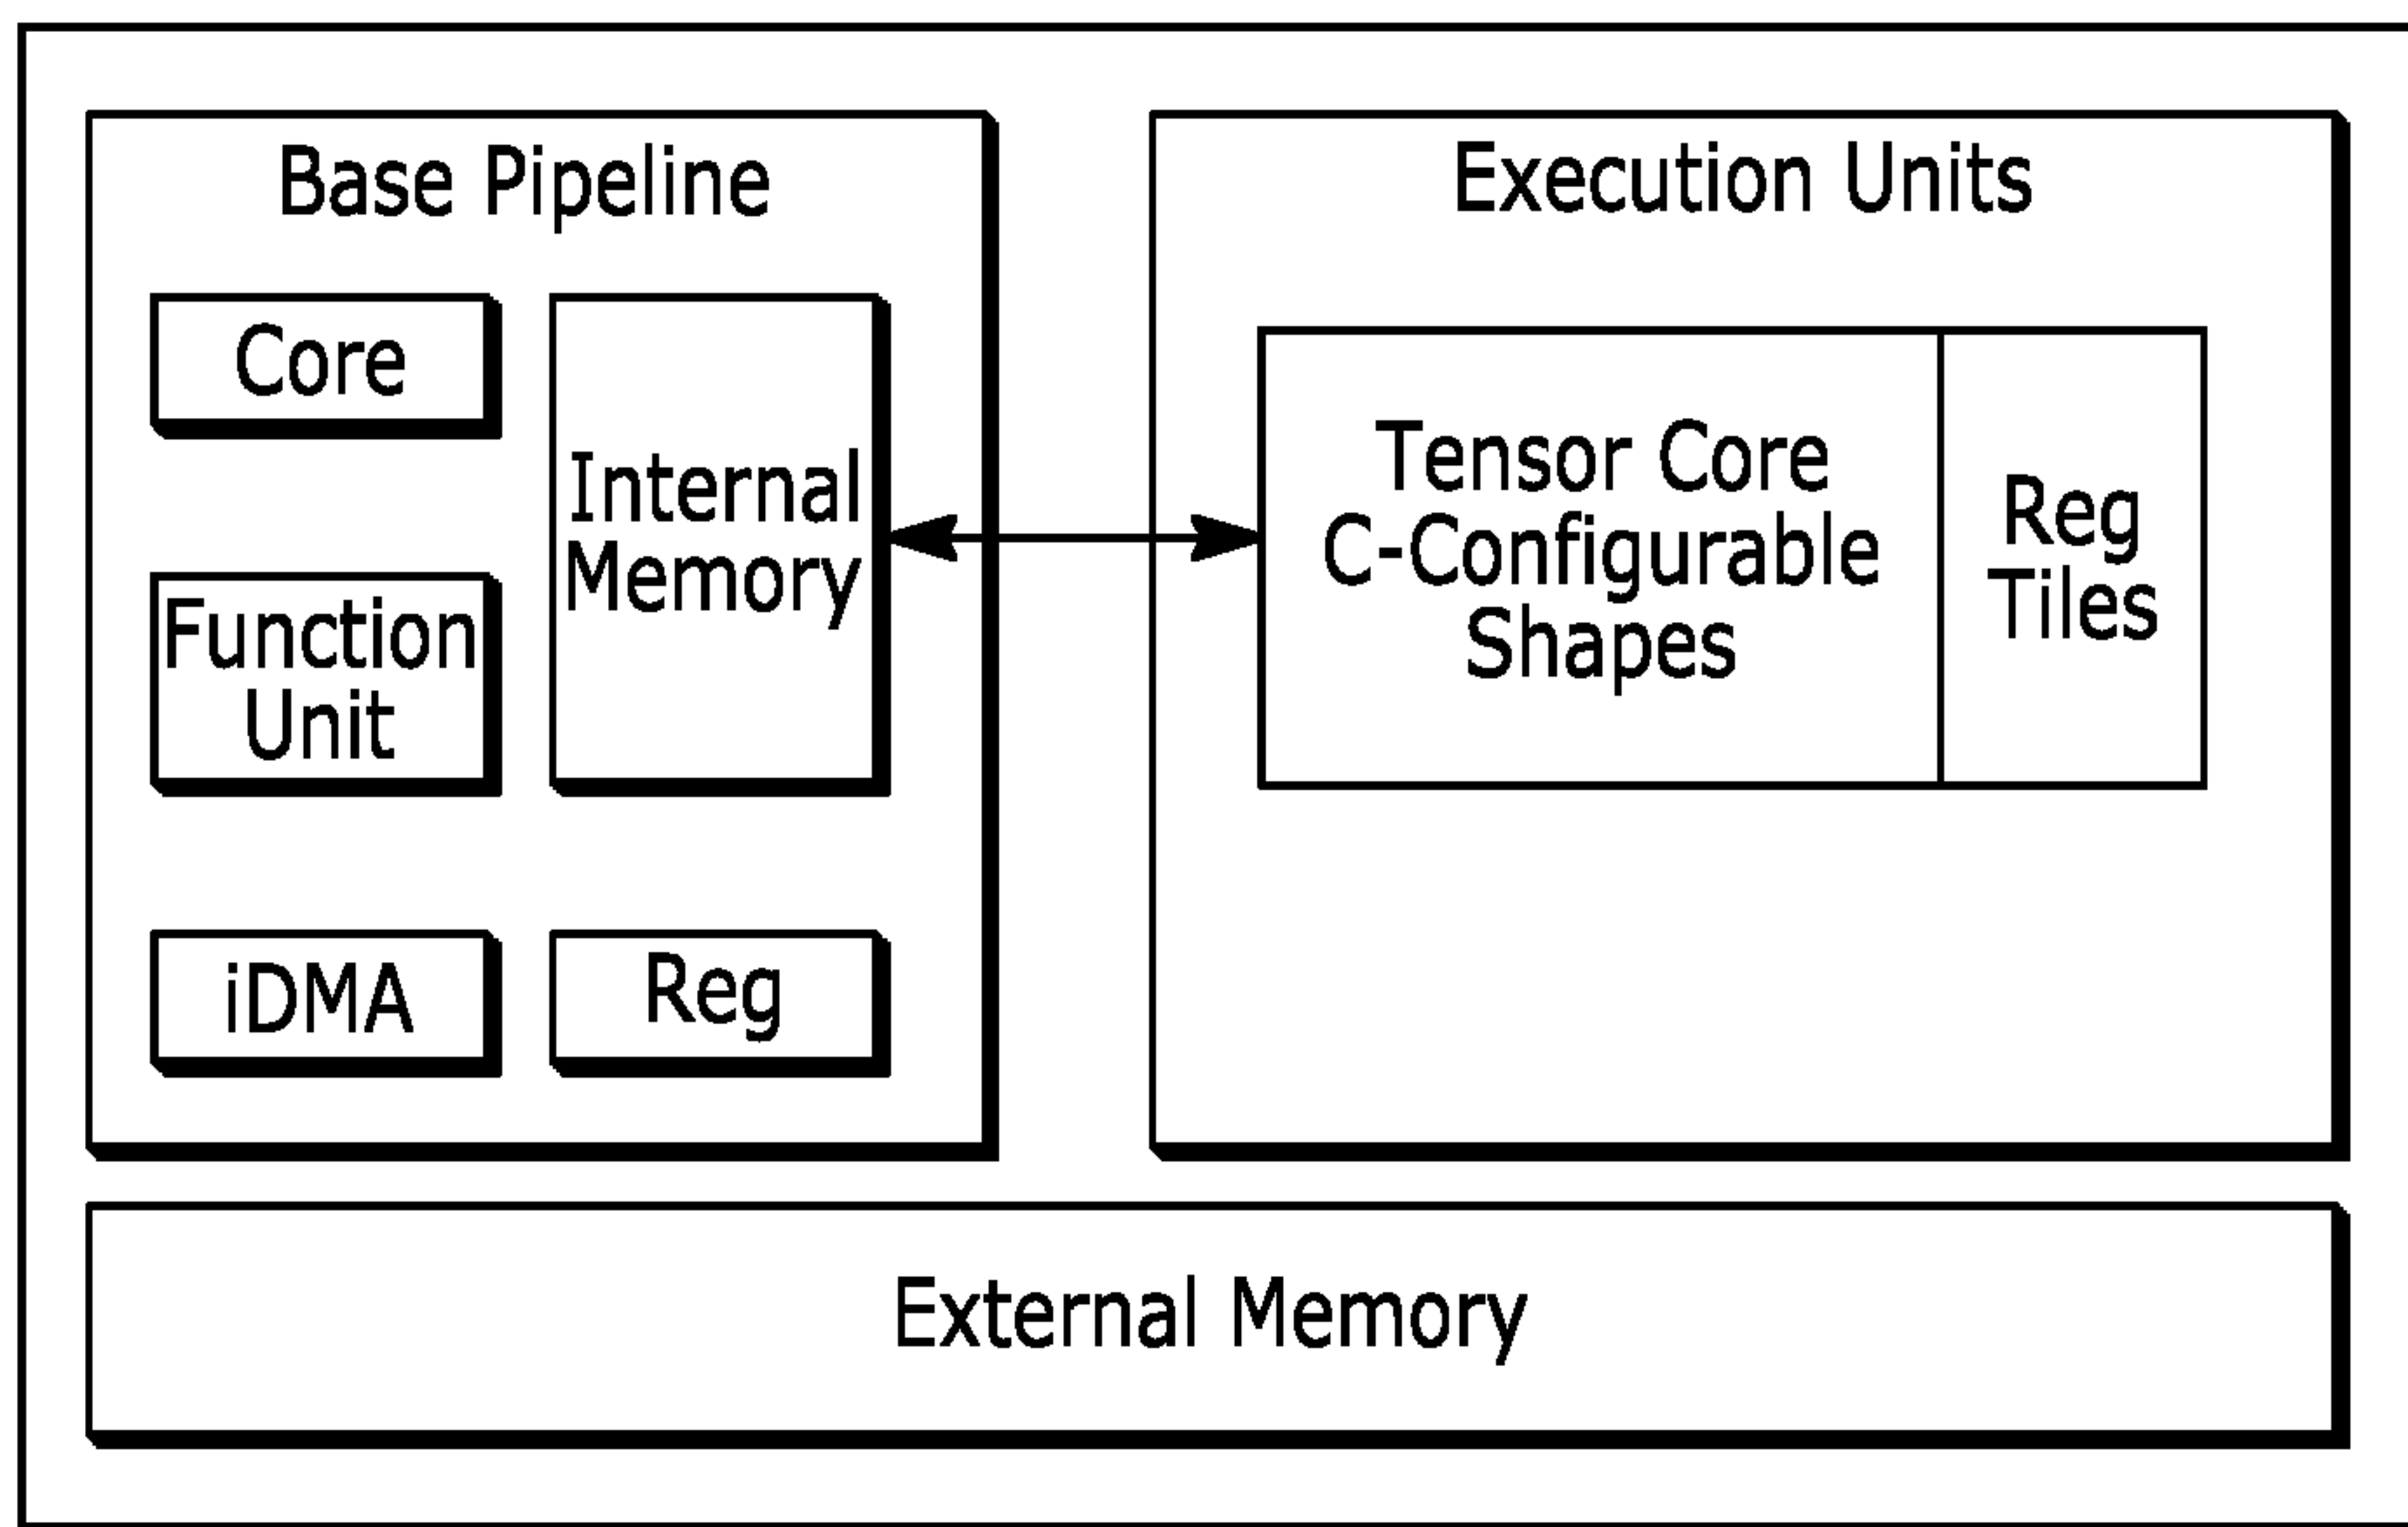 Base Pipeline
Core
Internal
Memory
Function
Unit
iDMA
Reg
Execution Units
Tensor Core
C-Configurable
Shapes
Reg
Tiles
External Memory